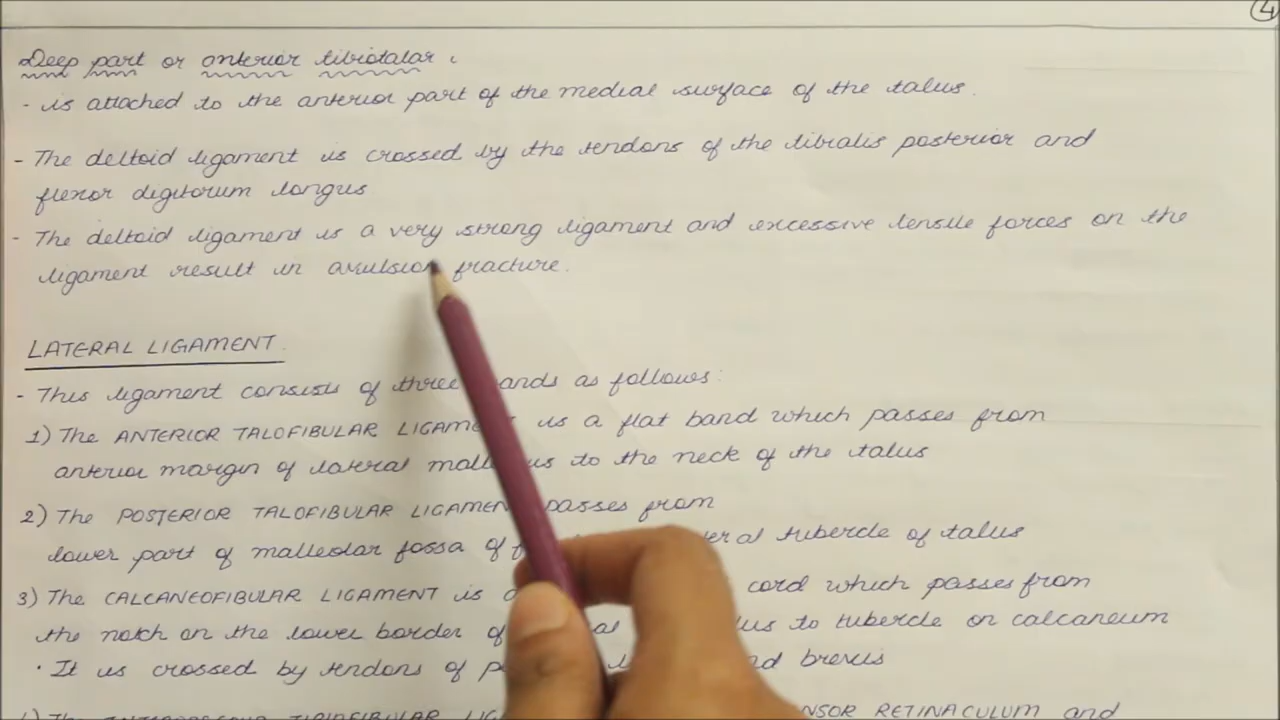 4
Deep part or anterior tibiotalar :
- is attached to the anterior part of the medial surface of the talus.
- The deltoid ligament is crossed by the tendons of the tibialis posterior and
flexor digitorum longus
- The deltoid ligament is a very strong ligament and excessive tensile forces on the
ligament result in avulsion fracture.
LATERAL LIGAMENT
- This ligament consists of three bands as follows:
1) The ANTERIOR TALOFIBULAR LIGAMENT is a flat band which passes from
anterior margin of lateral malleolus to the neck of the talus
2) The POSTERIOR TALOFIBULAR LIGAMENT passes from
lower part of malleolar fossa of tubercle of talus
3) The CALCANEOFIBULAR LIGAMENT is cord which passes from
the notch on the lower border of to tubercle on calcaneum
• It is crossed by tendons of brevis
RETINACULUM and